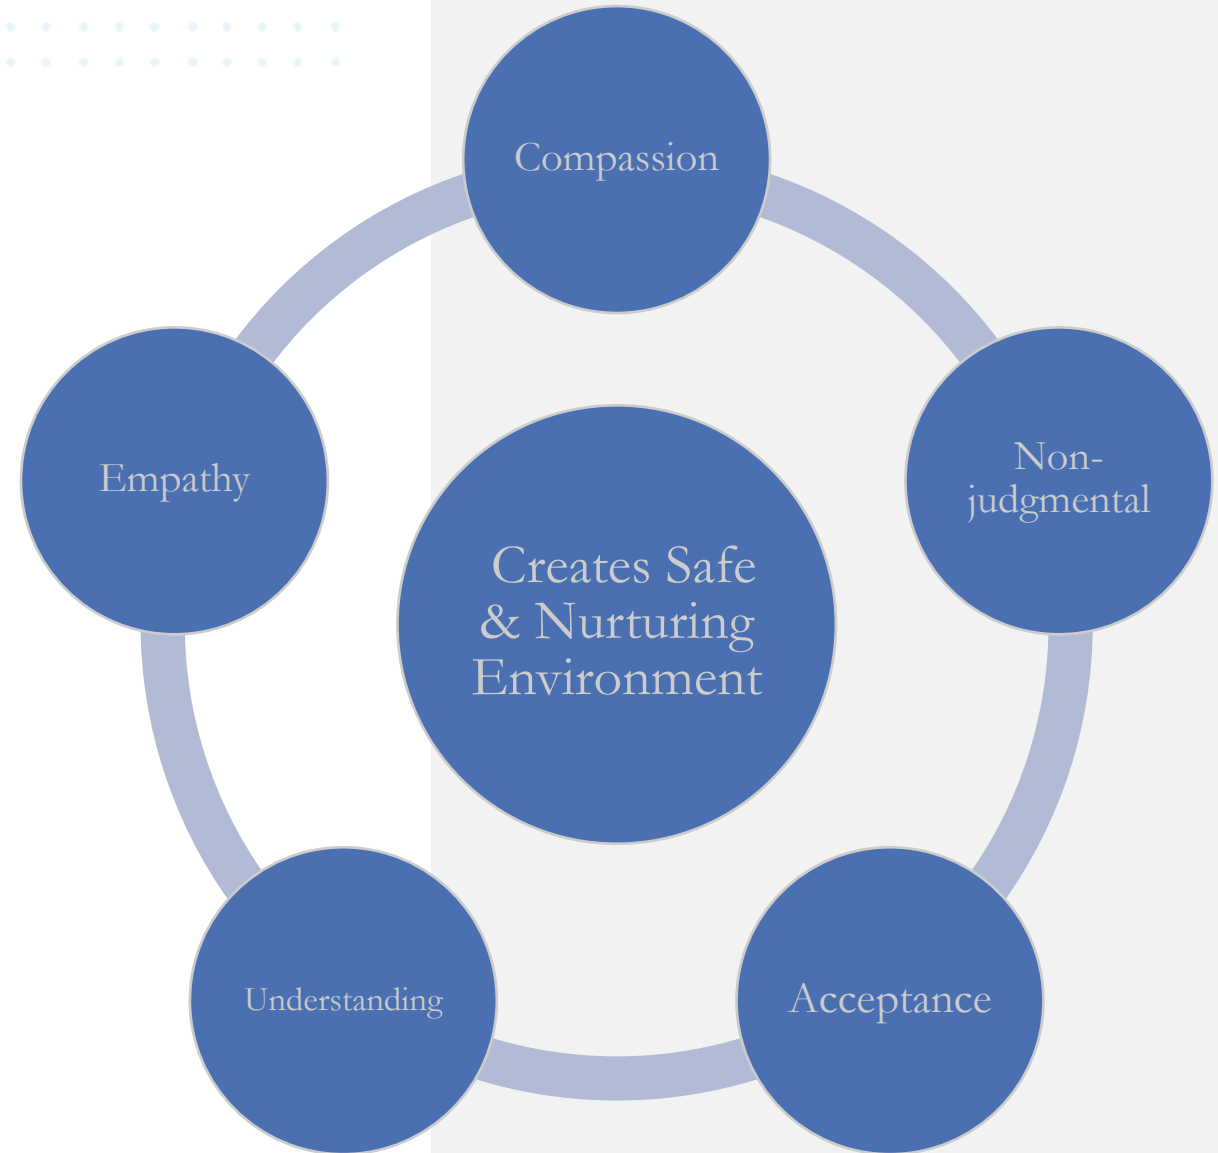 Compassion
Non-
judgmental
Acceptance
Understanding
Empathy
Creates Safe
& Nurturing
Environment